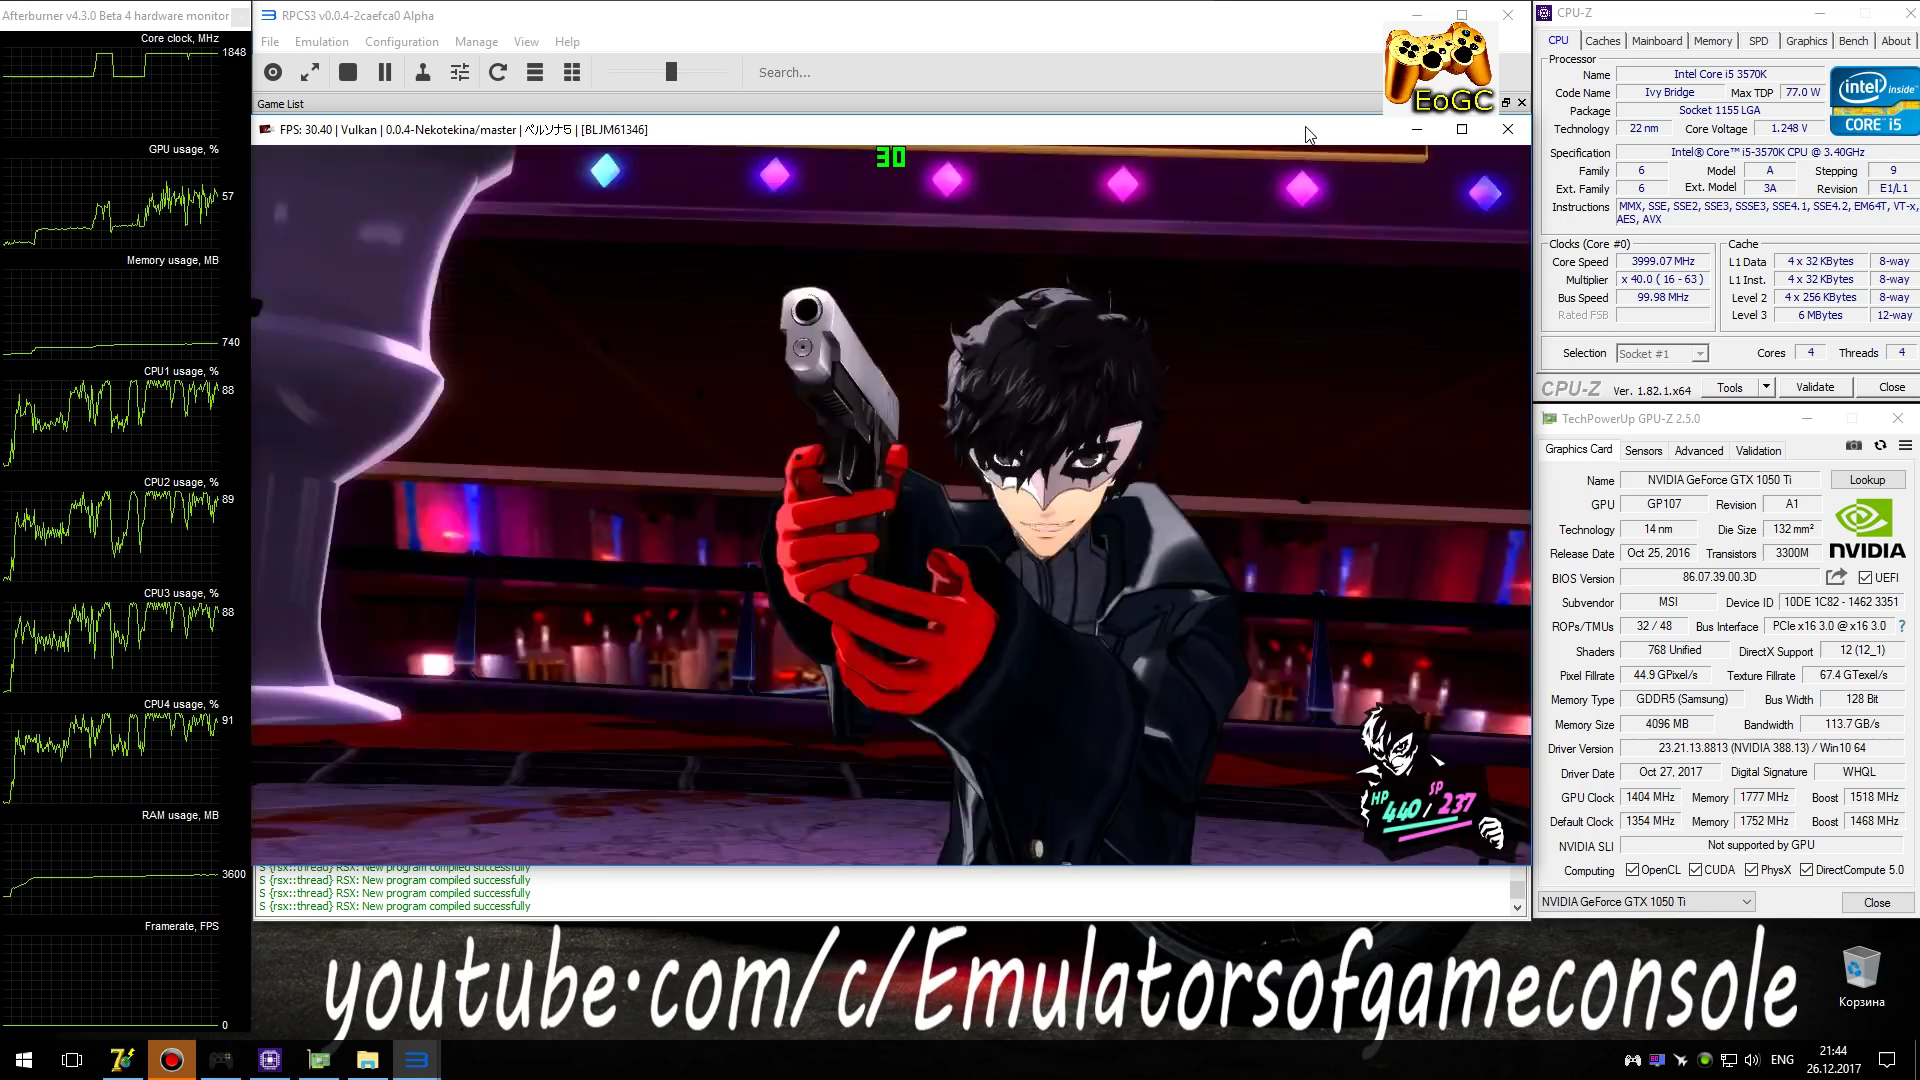 Afterburner v4.3.0 Beta 4 hardware monitor
Core clock, MHz
1848
GPU usage, %
57
Memory usage, MB
740
CPU1 usage, %
88
CPU2 usage, %
89
CPU3 usage, %
88
CPU4 usage, %
91
RAM usage, MB
3600
Framerate, FPS
0
RPCS3 v0.0.4-2caefca0 Alpha
File Emulation Configuration Manage View Help
Search...
EoGC
Game List
FPS: 30.40 | Vulkan | 0.0.4-Nekotekina/master | ペルソナ5 | [BLJM61346]
30
HP 440 / SP 237
S {rsx::thread} RSX: New program compiled successfully
S {rsx::thread} RSX: New program compiled successfully
S {rsx::thread} RSX: New program compiled successfully
S {rsx::thread} RSX: New program compiled successfully
CPU-Z
CPU Caches Mainboard Memory SPD Graphics Bench About
Processor
Name Intel Core i5 3570K
Code Name Ivy Bridge Max TDP 77.0 W
Package Socket 1155 LGA
Technology 22 nm Core Voltage 1.248 V
intel inside CORE i5
Specification Intel® Core™ i5-3570K CPU @ 3.40GHz
Family 6 Model A Stepping 9
Ext. Family 6 Ext. Model 3A Revision E1/L1
Instructions MMX, SSE, SSE2, SSE3, SSSE3, SSE4.1, SSE4.2, EM64T, VT-x,
AES, AVX
Clocks (Core #0)
Core Speed 3999.07 MHz
Multiplier x 40.0 ( 16 - 63 )
Bus Speed 99.98 MHz
Rated FSB
Cache
L1 Data 4 x 32 KBytes 8-way
L1 Inst. 4 x 32 KBytes 8-way
Level 2 4 x 256 KBytes 8-way
Level 3 6 MBytes 12-way
Selection Socket #1 Cores 4 Threads 4
CPU-Z Ver. 1.82.1.x64 Tools Validate Close
TechPowerUp GPU-Z 2.5.0
Graphics Card Sensors Advanced Validation
Name NVIDIA GeForce GTX 1050 Ti Lookup
GPU GP107 Revision A1
Technology 14 nm Die Size 132 mm²
Release Date Oct 25, 2016 Transistors 3300M
NVIDIA
BIOS Version 86.07.39.00.3D UEFI
Subvendor MSI Device ID 10DE 1C82 - 1462 3351
ROPs/TMUs 32 / 48 Bus Interface PCIe x16 3.0 @ x16 3.0 ?
Shaders 768 Unified DirectX Support 12 (12_1)
Pixel Fillrate 44.9 GPixel/s Texture Fillrate 67.4 GTexel/s
Memory Type GDDR5 (Samsung) Bus Width 128 Bit
Memory Size 4096 MB Bandwidth 113.7 GB/s
Driver Version 23.21.13.8813 (NVIDIA 388.13) / Win10 64
Driver Date Oct 27, 2017 Digital Signature WHQL
GPU Clock 1404 MHz Memory 1777 MHz Boost 1518 MHz
Default Clock 1354 MHz Memory 1752 MHz Boost 1468 MHz
NVIDIA SLI Not supported by GPU
Computing OpenCL CUDA PhysX DirectCompute 5.0
NVIDIA GeForce GTX 1050 Ti Close
youtube.com/c/Emulatorsofgameconsole
Корзина
ENG
21:44
26.12.2017